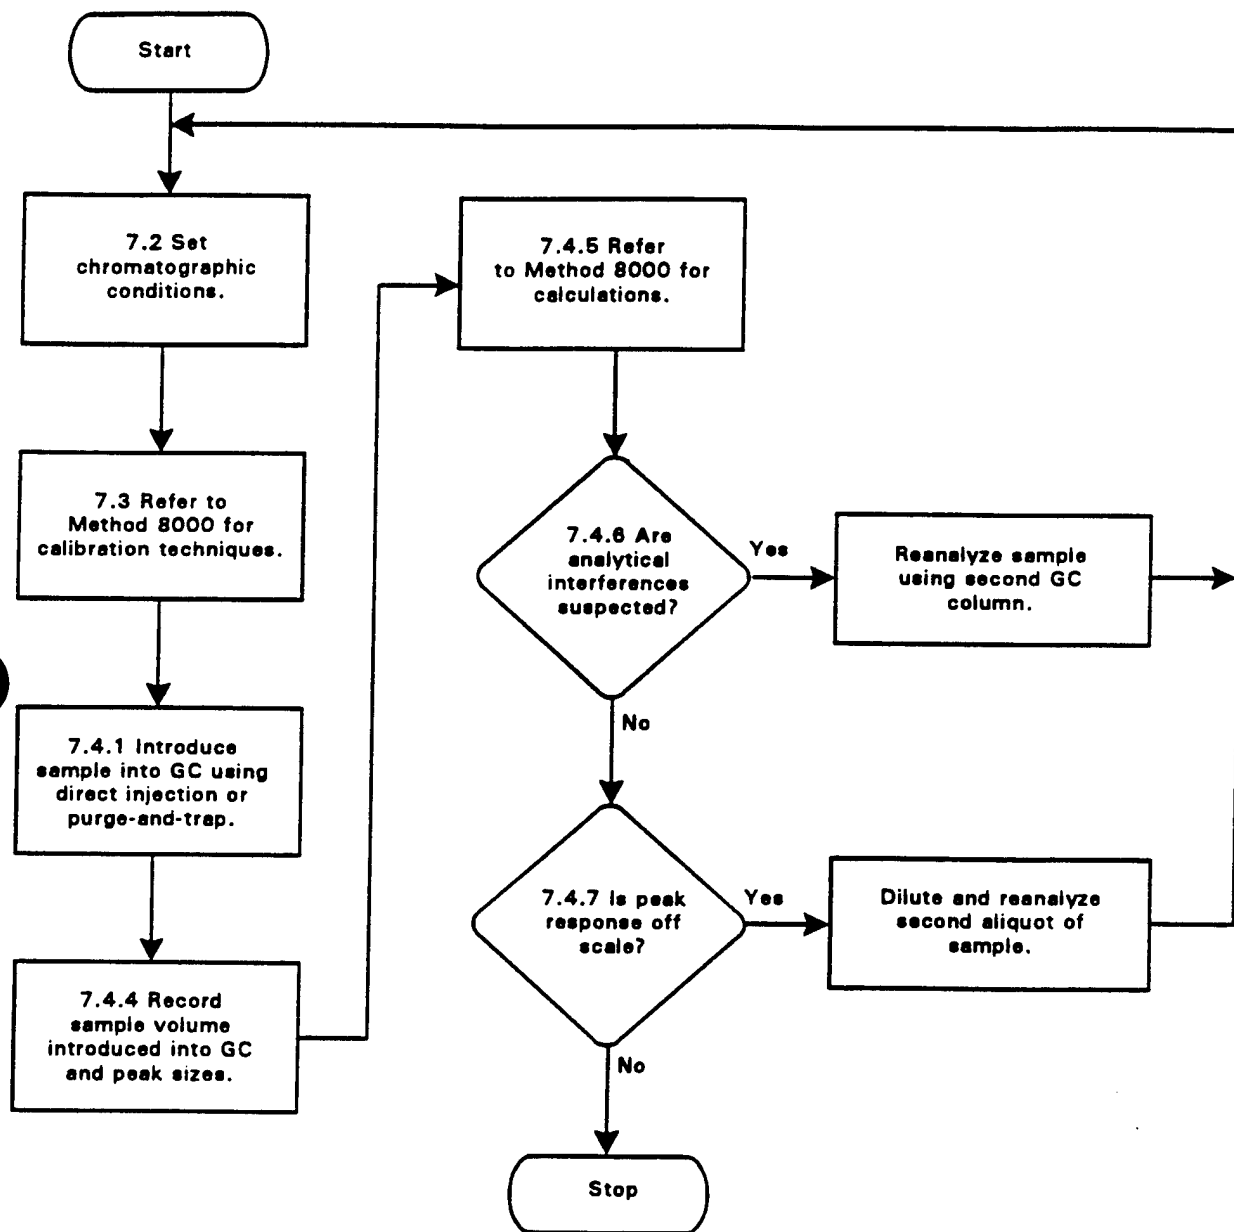 Start
7.2 Set
chromatographic
conditions.
7.3 Refer to
Method 8000 for
calibration techniques.
7.4.1 Introduce
sample into GC using
direct injection or
purge-and-trap.
7.4.4 Record
sample volume
introduced into GC
and peak sizes.
7.4.5 Refer
to Method 8000 for
calculations.
7.4.6 Are
analytical
interferences
suspected?
Yes
Reanalyze sample
using second GC
column.
No
7.4.7 Is peak
response off
scale?
Yes
Dilute and reanalyze
second aliquot of
sample.
No
Stop